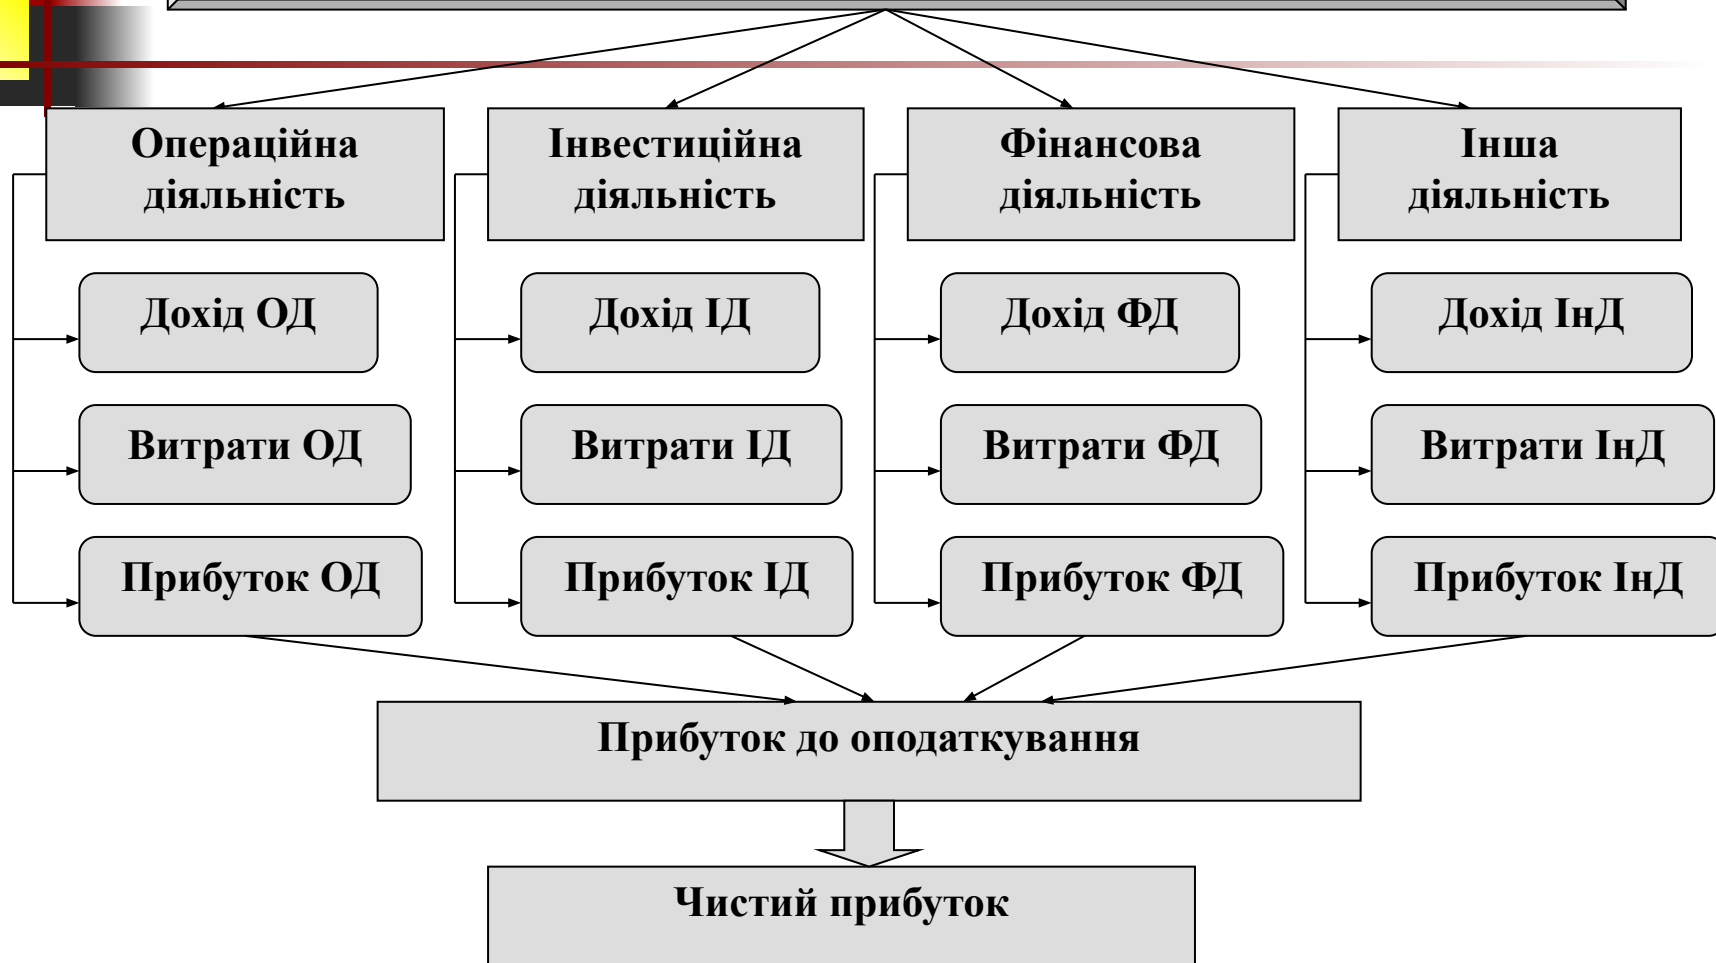 Операційна
діяльність
Інвестиційна
діяльність
Фінансова
діяльність
Інша
діяльність
Дохід ОД
Дохід ІД
Дохід ФД
Дохід ІнД
Витрати ОД
Витрати ІД
Витрати ФД
Витрати ІнД
Прибуток ОД
Прибуток ІД
Прибуток ФД
Прибуток ІнД
Прибуток до оподаткування
Чистий прибуток